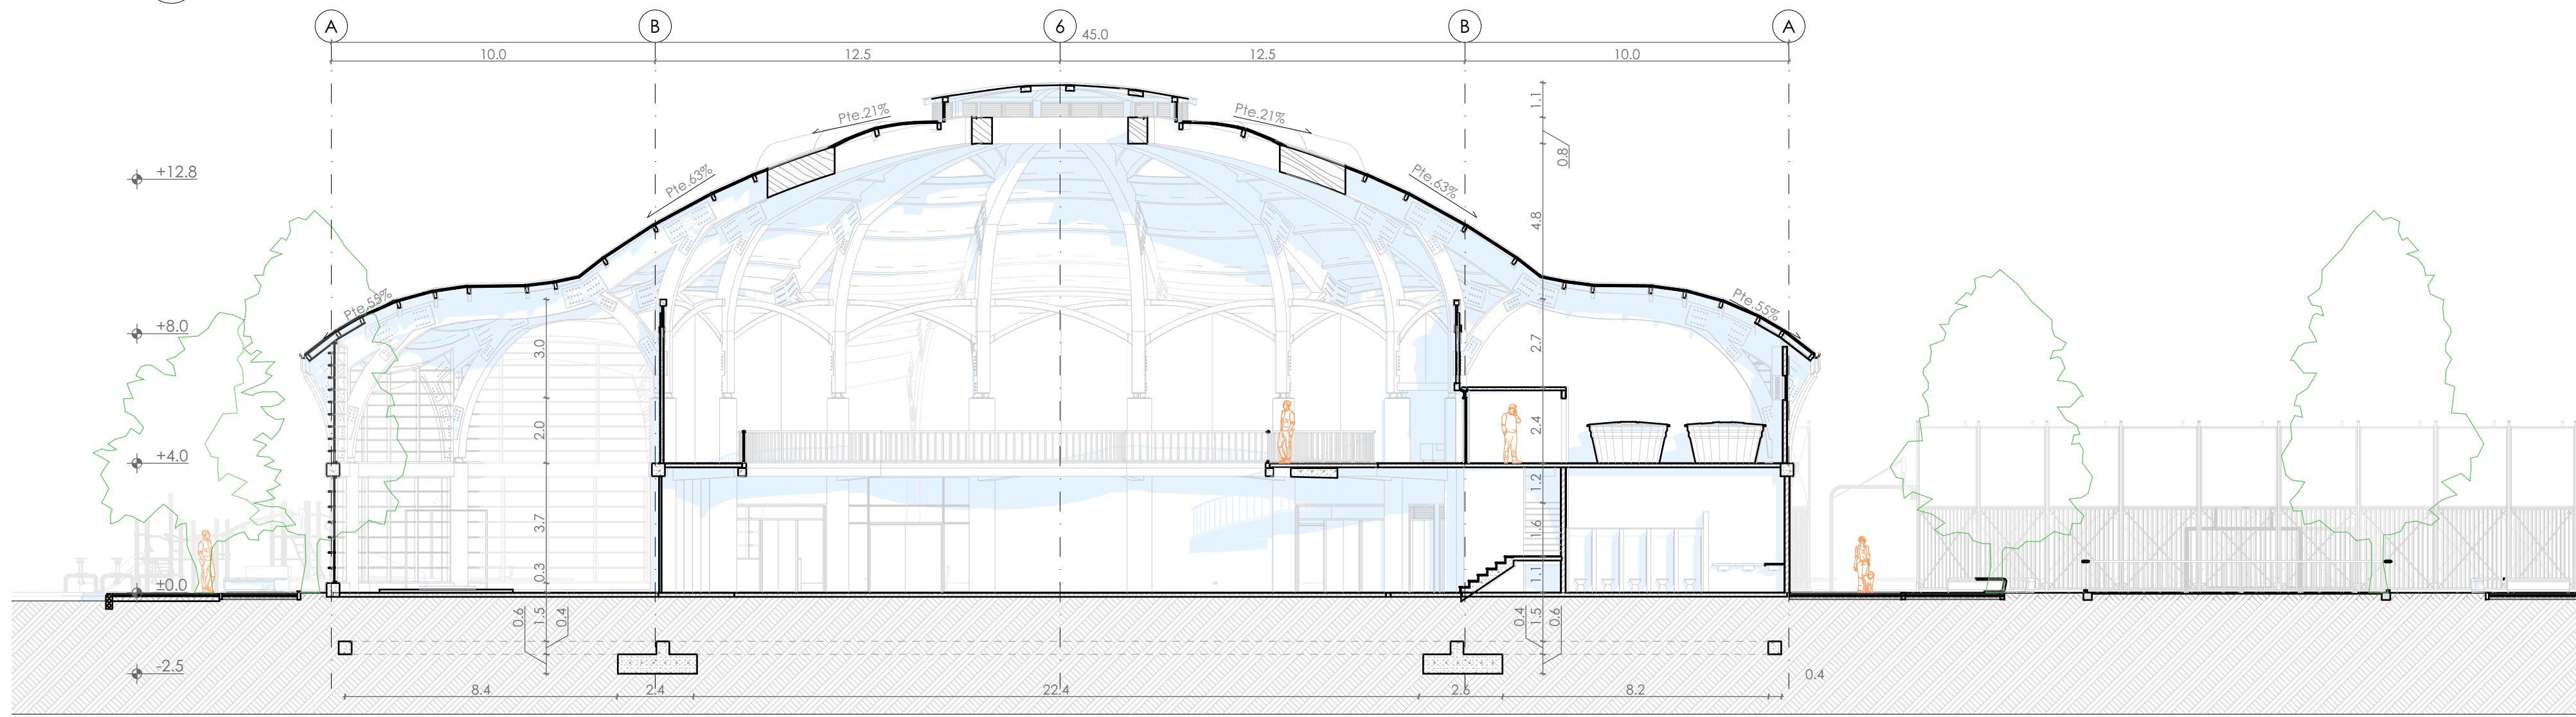 A B 6 B A
45.0
10.0 12.5 12.5 10.0
Pte.21% Pte.21%
1.1
0.8
+12.8
Pte.63% Pte.63%
4.8
Pte.55% Pte.55%
+8.0
3.0 2.7
+4.0
2.0 2.4
1.2
3.7 1.6
±0.0
0.3 1.1
0.6 1.5 0.4 0.4 1.5 0.6
-2.5
0.4
8.4 2.4 22.4 2.6 8.2